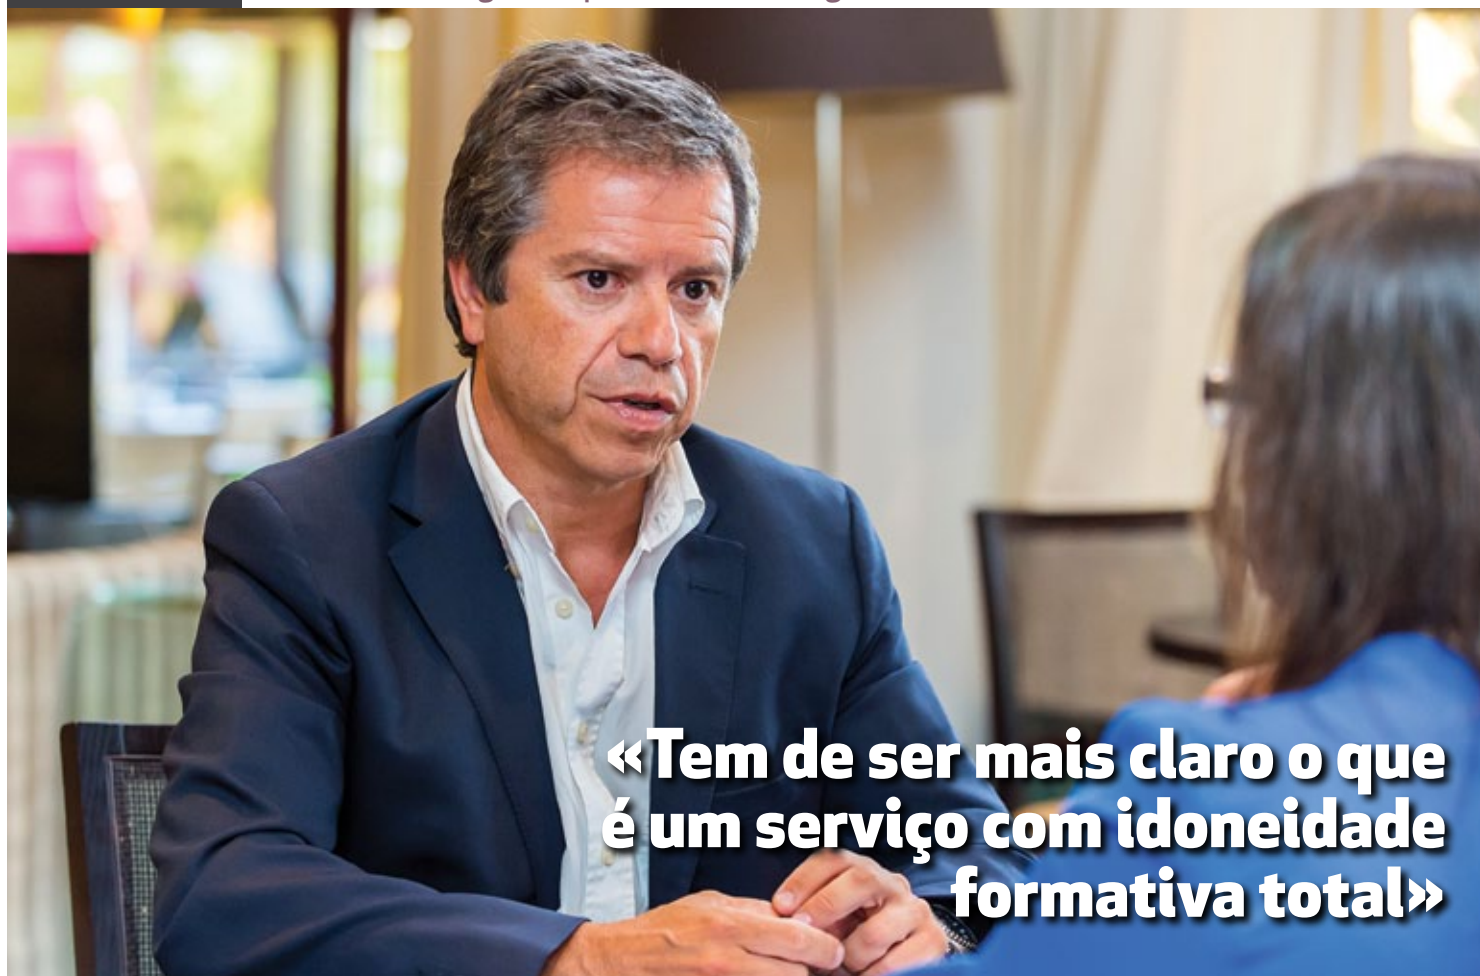 «Tem de ser mais claro o que
é um serviço com idoneidade
formativa total»